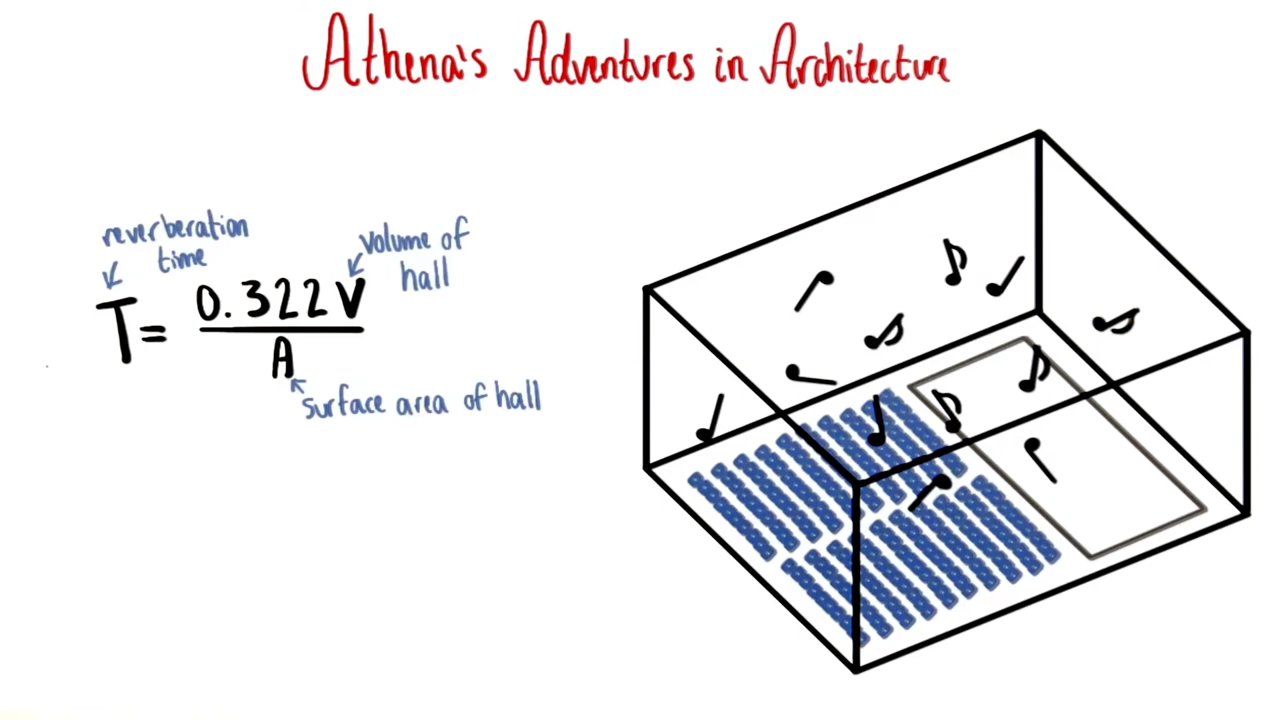 Athena's Adventures in Architecture
reverberation
time
volume of
hall
T = 0.322V
A
surface area of hall